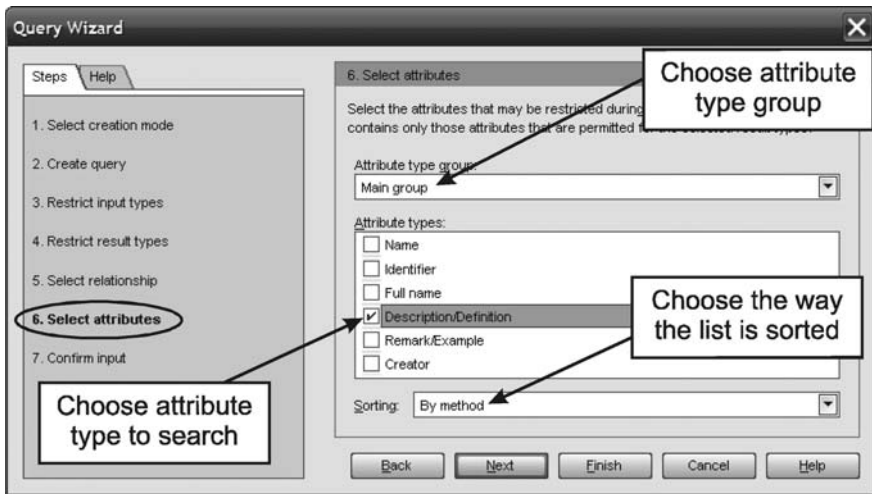 Query Wizard
Steps
Help
1. Select creation mode
2. Create query
3. Restrict input types
4. Restrict result types
5. Select relationship
6. Select attributes
7. Confirm input
6. Select attributes
Select the attributes that may be restricted during
contains only those attributes that are permitted for
Attribute type group:
Main group
Attribute types:
Name
Identifier
Full name
Description/Definition
Remark/Example
Creator
Sorting:
By method
Back
Next
Finish
Cancel
Help
Choose attribute
type group
Choose the way
the list is sorted
Choose attribute
type to search